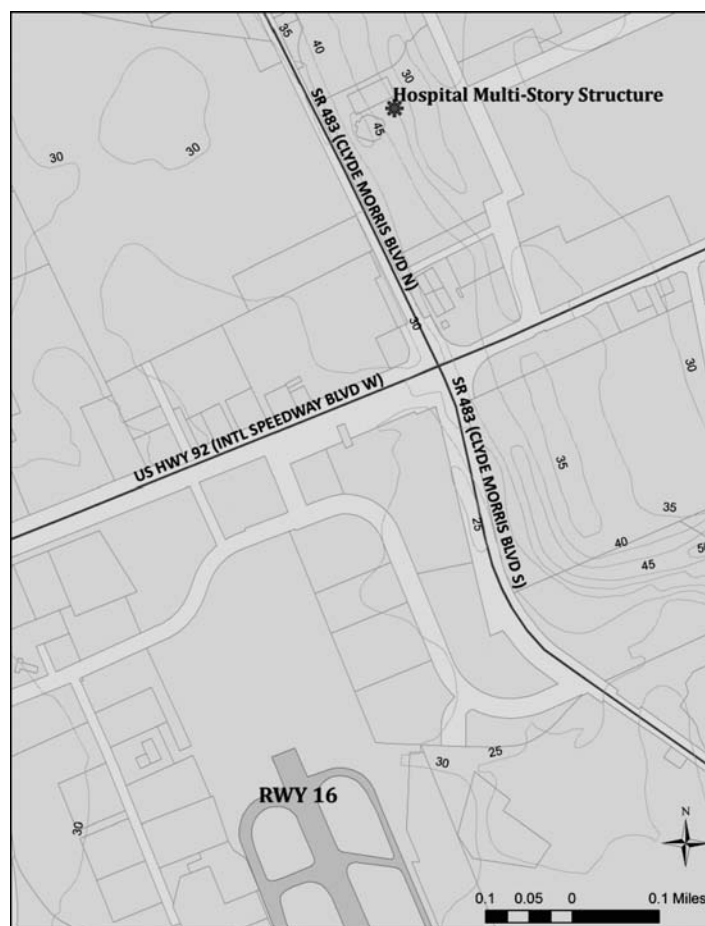 35
40
30
Hospital Multi-Story Structure
45
30
30
SR 483 (CLYDE MORRIS BLVD N)
30
US HWY 92 (INTL SPEEDWAY BLVD W)
30
SR 483 (CLYDE MORRIS BLVD S)
35
35
25
40
45
50
25
30
RWY 16
30
N
0.1 0.05 0 0.1 Miles